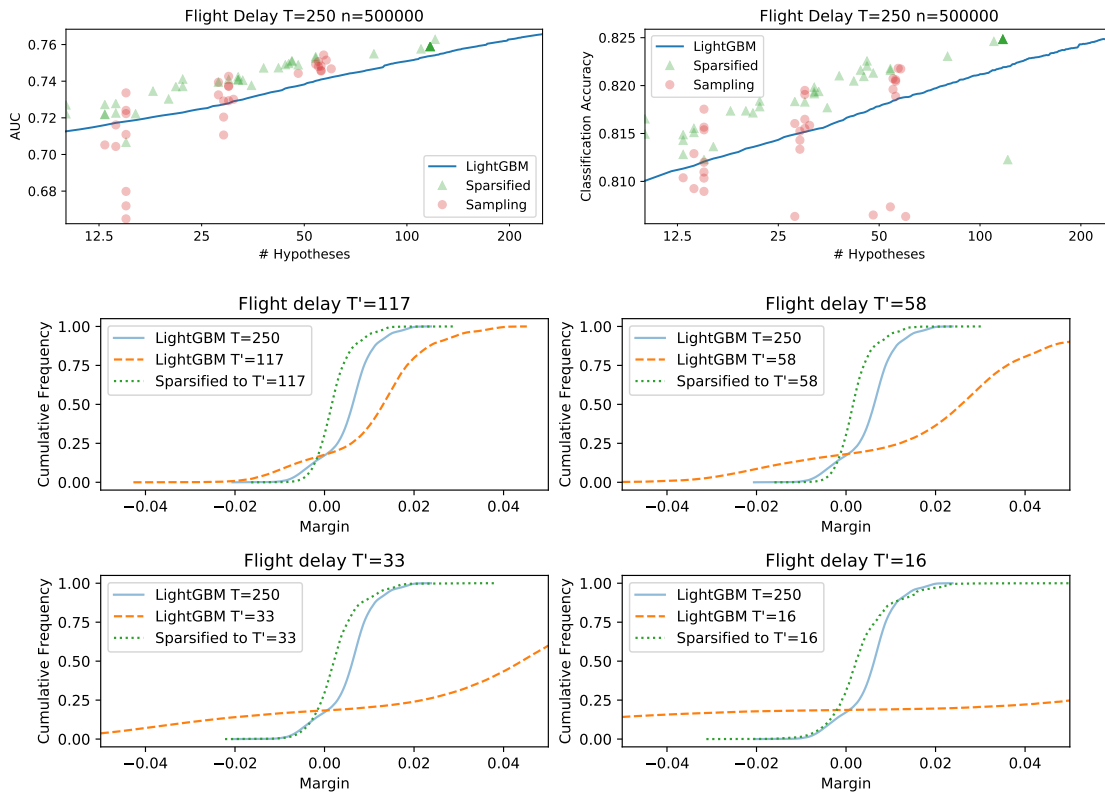 Flight Delay T=250 n=500000
AUC
0.76
0.74
0.72
0.70
0.68
LightGBM
Sparsified
Sampling
12.5 25 50 100 200
# Hypotheses
Flight Delay T=250 n=500000
Classification Accuracy
0.825
0.820
0.815
0.810
LightGBM
Sparsified
Sampling
12.5 25 50 100 200
# Hypotheses
Flight delay T'=117
Cumulative Frequency
1.00
0.75
0.50
0.25
0.00
LightGBM T=250
LightGBM T'=117
Sparsified to T'=117
−0.04 −0.02 0.00 0.02 0.04
Margin
Flight delay T'=58
Cumulative Frequency
1.00
0.75
0.50
0.25
0.00
LightGBM T=250
LightGBM T'=58
Sparsified to T'=58
−0.04 −0.02 0.00 0.02 0.04
Margin
Flight delay T'=33
Cumulative Frequency
1.00
0.75
0.50
0.25
0.00
LightGBM T=250
LightGBM T'=33
Sparsified to T'=33
−0.04 −0.02 0.00 0.02 0.04
Margin
Flight delay T'=16
Cumulative Frequency
1.00
0.75
0.50
0.25
0.00
LightGBM T=250
LightGBM T'=16
Sparsified to T'=16
−0.04 −0.02 0.00 0.02 0.04
Margin